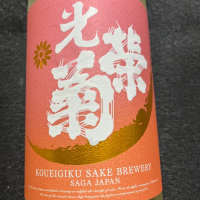 光栄菊
KOUEIGIKU SAKE BREWERY
SAGA JAPAN